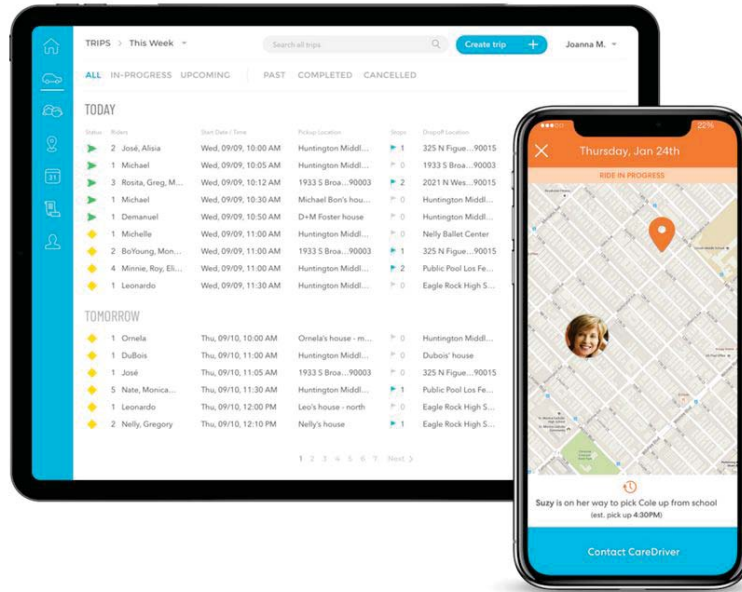 TRIPS > This Week
Search all trips
Create trip +
Joanna M.
ALL IN-PROGRESS UPCOMING PAST COMPLETED CANCELLED
TODAY
Status Riders Start Date / Time Pickup Location Stops Dropoff Location
2 José, Alisia Wed, 09/09, 10:00 AM Huntington Middl... 1 325 N Figue...90015
1 Michael Wed, 09/09, 10:05 AM Huntington Middl... 0 1933 S Broa...90003
3 Rosita, Greg, M... Wed, 09/09, 10:12 AM 1933 S Broa...90003 2 2021 N Wes...90015
1 Michael Wed, 09/09, 10:30 AM Michael Bon's hou... 0 Huntington Middl...
1 Demanuel Wed, 09/09, 10:50 AM D+M Foster house 0 Huntington Middl...
1 Michelle Wed, 09/09, 11:00 AM Huntington Middl... 0 Nelly Ballet Center
2 BoYoung, Mon... Wed, 09/09, 11:00 AM 1933 S Broa...90003 1 325 N Figue...90015
4 Minnie, Roy, Eli... Wed, 09/09, 11:00 AM Huntington Middl... 2 Public Pool Los Fe...
1 Leonardo Wed, 09/09, 11:30 AM Huntington Middl... 0 Eagle Rock High S...
TOMORROW
1 Ornela Thu, 09/10, 10:00 AM Ornela's house - m... 0 Huntington Middl...
1 DuBois Thu, 09/10, 11:00 AM Huntington Middl... 0 Dubois' house
1 José Thu, 09/10, 11:05 AM 1933 S Broa...90003 0 325 N Figue...90015
5 Nate, Monica... Thu, 09/10, 11:30 AM Huntington Middl... 1 Public Pool Los Fe...
1 Leonardo Thu, 09/10, 12:00 PM Leo's house - north 0 Eagle Rock High S...
2 Nelly, Gregory Thu, 09/10, 12:10 PM Nelly's house 1 Eagle Rock High S...
1 2 3 4 5 6 7 Next >
31
22%
Thursday, Jan 24th
RIDE IN PROGRESS
Suzy is on her way to pick Cole up from school
(est. pick up 4:30PM)
Contact CareDriver